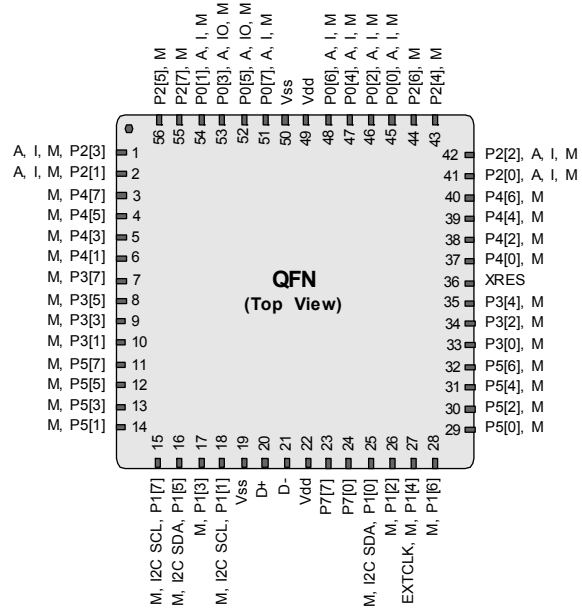 P2[5], M
P2[7], M
P0[1], A, I, M
P0[3], A, IO, M
P0[5], A, IO, M
P0[7], A, I, M
Vss
Vdd
P0[6], A, I, M
P0[4], A, I, M
P0[2], A, I, M
P0[0], A, I, M
P2[6], M
P2[4], M
56
55
54
53
52
51
50
49
48
47
46
45
44
43
A, I, M, P2[3] 1
A, I, M, P2[1] 2
M, P4[7] 3
M, P4[5] 4
M, P4[3] 5
M, P4[1] 6
M, P3[7] 7
M, P3[5] 8
M, P3[3] 9
M, P3[1] 10
M, P5[7] 11
M, P5[5] 12
M, P5[3] 13
M, P5[1] 14
QFN
(Top View)
42 P2[2], A, I, M
41 P2[0], A, I, M
40 P4[6], M
39 P4[4], M
38 P4[2], M
37 P4[0], M
36 XRES
35 P3[4], M
34 P3[2], M
33 P3[0], M
32 P5[6], M
31 P5[4], M
30 P5[2], M
29 P5[0], M
15
16
17
18
19
20
21
22
23
24
25
26
27
28
M, I2C SCL, P1[7]
M, I2C SDA, P1[5]
M, P1[3]
M, I2C SCL, P1[1]
Vss
D+
D-
Vdd
P7[7]
P7[0]
M, I2C SDA, P1[0]
M, P1[2]
EXTCLK, M, P1[4]
M, P1[6]